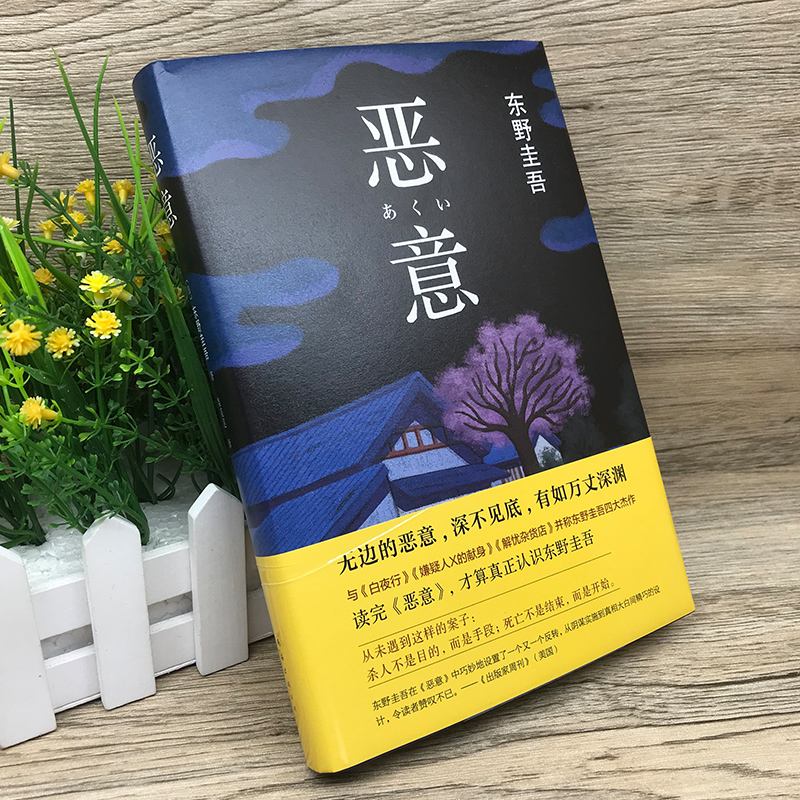 恶意
东野圭吾
恶
あくい
意
无边的恶意，深不见底，有如万丈深渊
与《白夜行》《嫌疑人X的献身》《解忧杂货店》并称东野圭吾四大杰作
读完《恶意》，才算真正认识东野圭吾
从未遇到过这样的案子：
杀人不是目的，而是手段；死亡不是结束，而是开始。
东野圭吾在《恶意》中巧妙地设置了一个又一个反转，从阴谋实施到真相大白间精巧的设
计，令读者赞叹不已。——《出版家周刊》（美国）